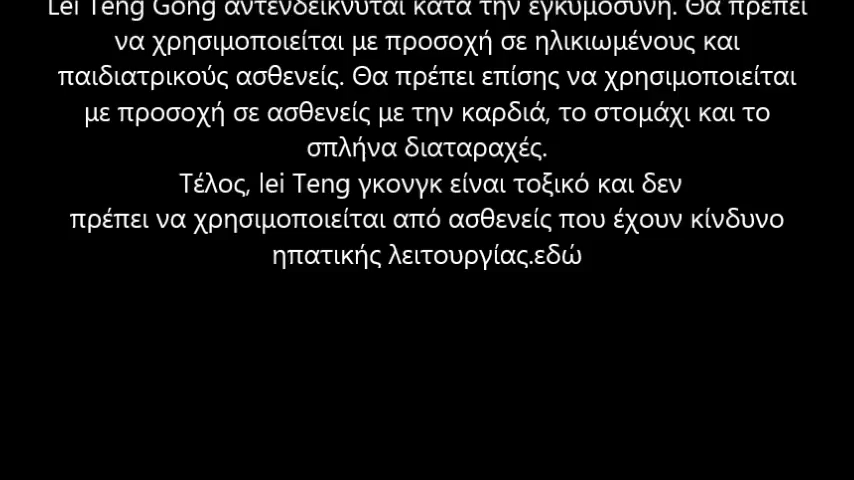 Lei Teng Gong αντενδείκνυται κατά την εγκυμοσύνη. Θα πρέπει
να χρησιμοποιείται με προσοχή σε ηλικιωμένους και
παιδιατρικούς ασθενείς. Θα πρέπει επίσης να χρησιμοποιείται
με προσοχή σε ασθενείς με την καρδιά, το στομάχι και το
σπλήνα διαταραχές.
Τέλος, lei Teng γκονγκ είναι τοξικό και δεν
πρέπει να χρησιμοποιείται από ασθενείς που έχουν κίνδυνο
ηπατικής λειτουργίας.εδώ